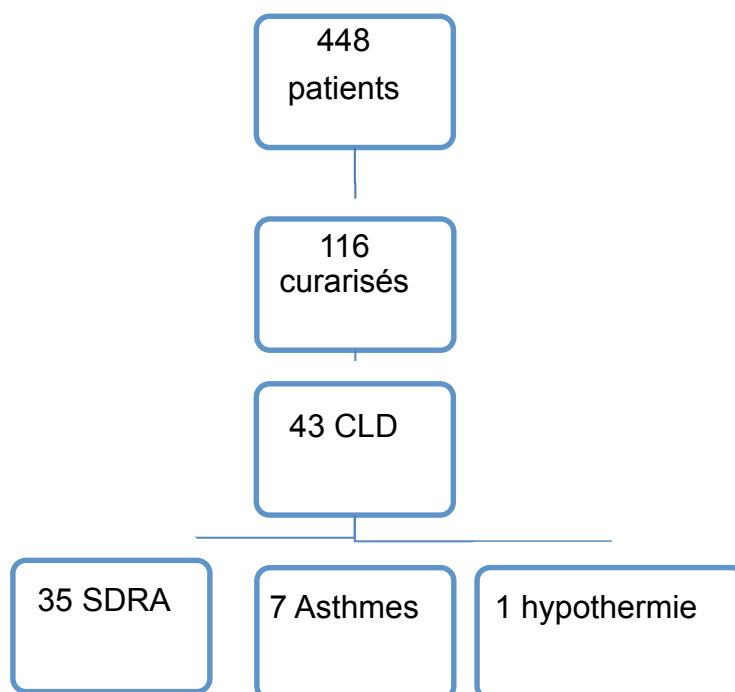 448
patients
116
curarisés
43 CLD
35 SDRA
7 Asthmes
1 hypothermie